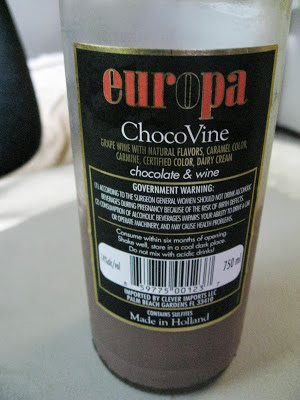 europa
ChocoVine
GRAPE WINE WITH NATURAL FLAVORS, CARAMEL COLOR,
CARMINE, CERTIFIED COLOR, DAIRY CREAM
chocolate & wine
GOVERNMENT WARNING:
(1) ACCORDING TO THE SURGEON GENERAL WOMEN SHOULD NOT DRINK ALCOHOLIC
BEVERAGES DURING PREGNANCY BECAUSE OF THE RISK OF BIRTH DEFECTS.
(2) CONSUMPTION OF ALCOHOLIC BEVERAGES IMPAIRS YOUR ABILITY TO DRIVE A CAR
OR OPERATE MACHINERY, AND MAY CAUSE HEALTH PROBLEMS.
Consume within six months of opening.
Shake well, store in a cool dark place.
Do not mix with acidic drinks!
750 ml
59775 00123
IMPORTED BY CLEVER IMPORTS LLC
PALM BEACH GARDENS FL 33418
CONTAINS SULFITES
Made in Holland